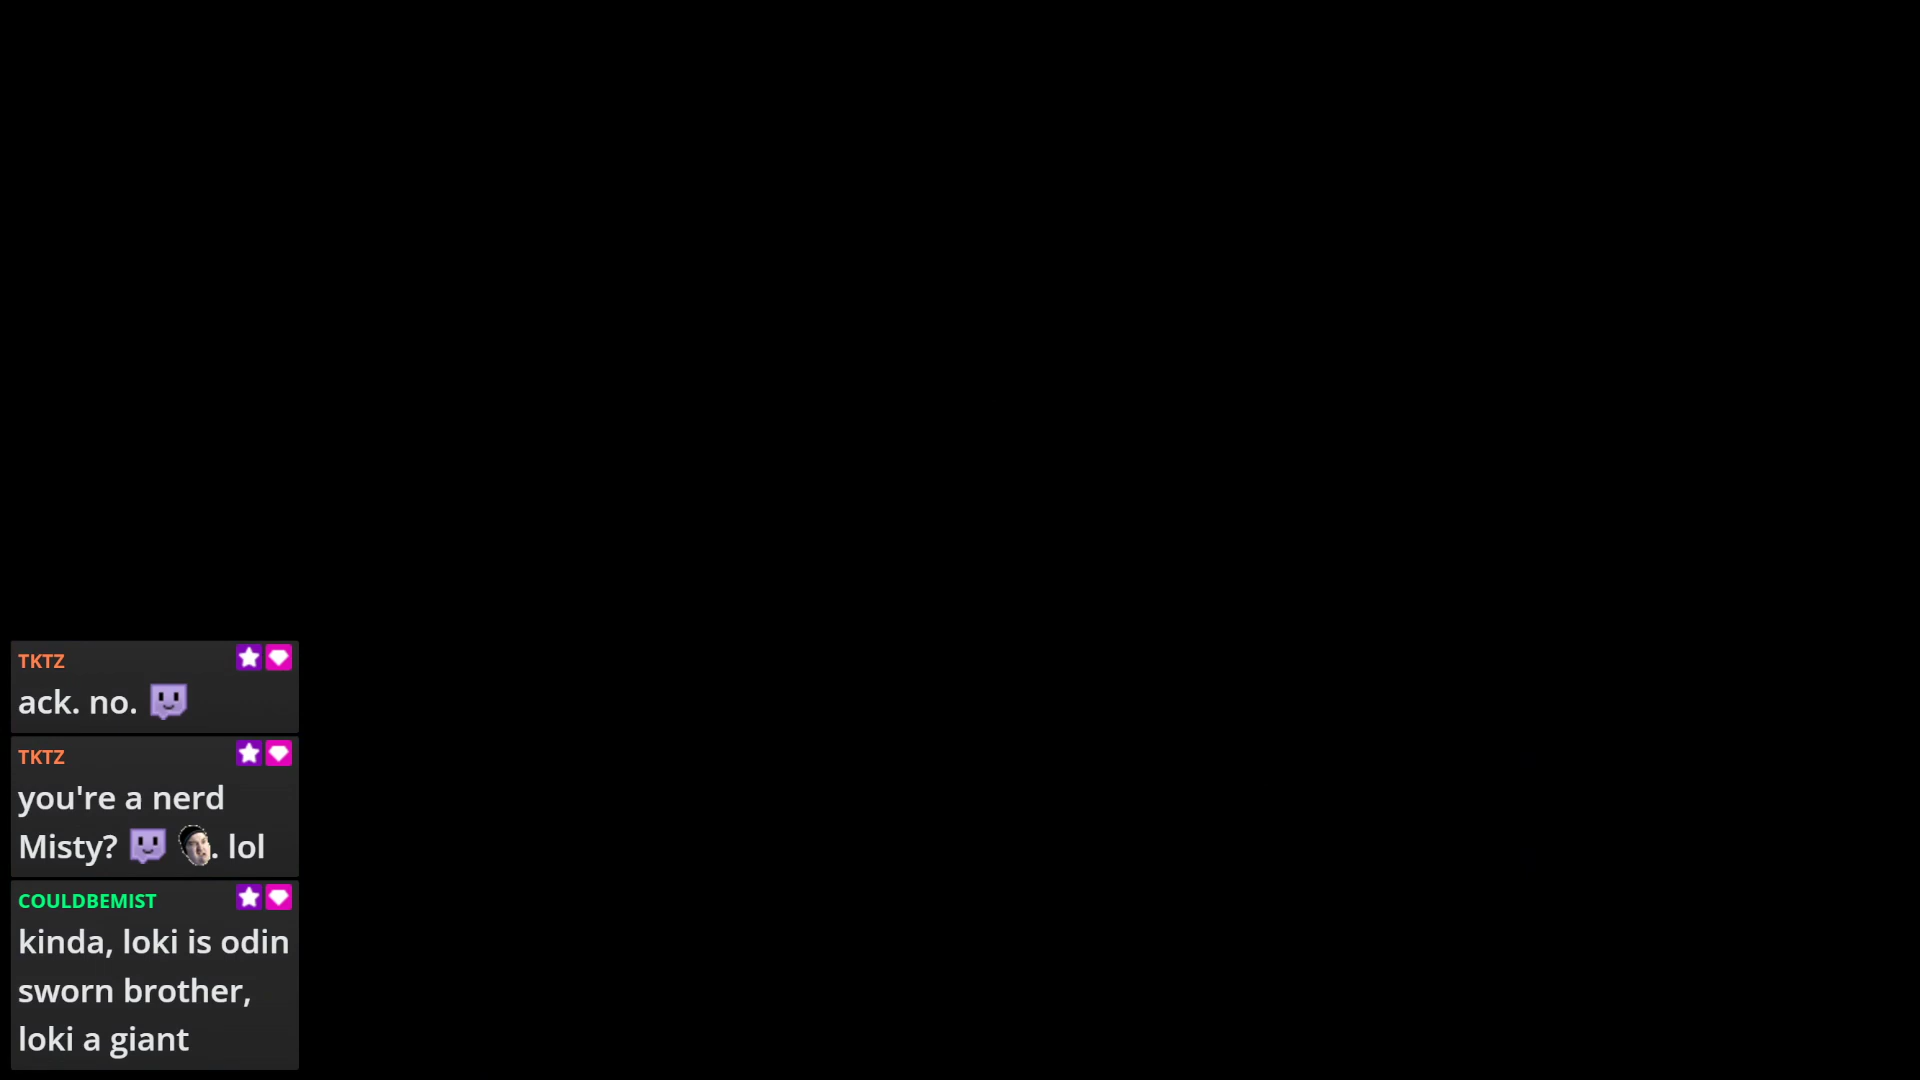 TKTZ
ack. no.
TKTZ
you're a nerd
Misty? . lol
COULDBEMIST
kinda, loki is odin
sworn brother,
loki a giant